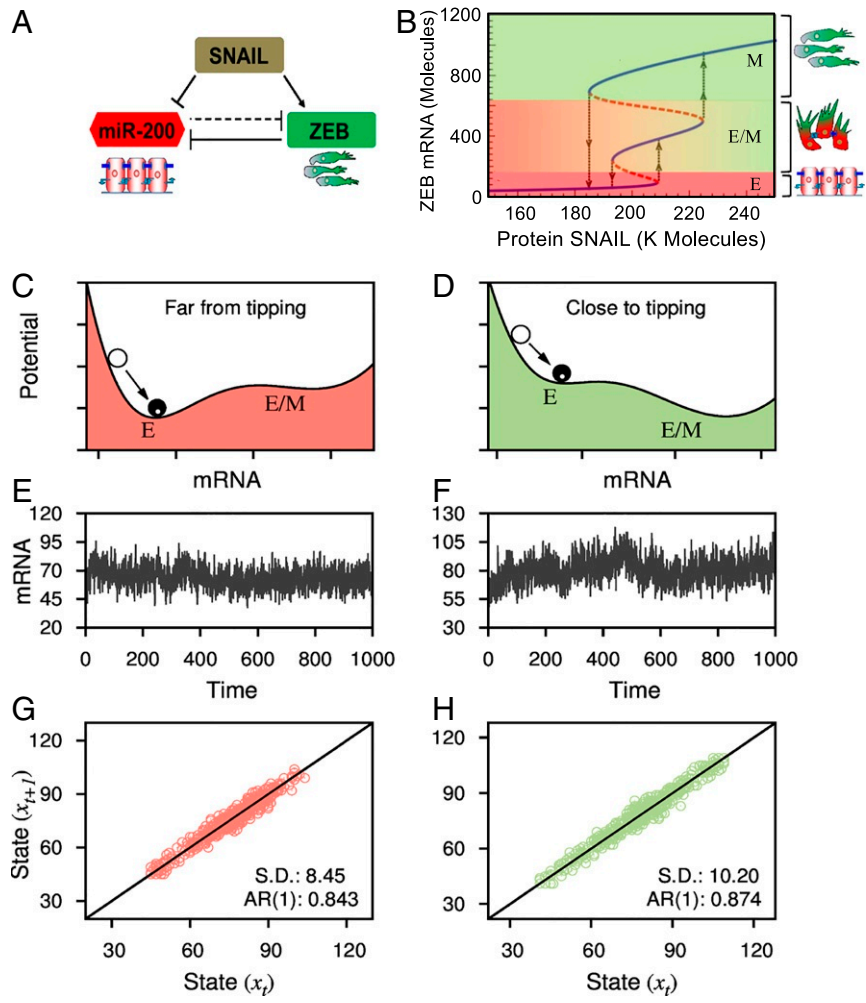 A
SNAIL
miR-200
ZEB
B
ZEB mRNA (Molecules)
1200
1000
800
600
400
200
0
M
E/M
E
160
180
200
220
240
Protein SNAIL (K Molecules)
C
Far from tipping
Potential
E
E/M
mRNA
D
Close to tipping
E
E/M
mRNA
E
mRNA
120
95
70
45
20
0
200
400
600
800
1000
Time
F
130
105
80
55
30
0
200
400
600
800
1000
Time
G
State (xt+1)
120
90
60
30
S.D.: 8.45
AR(1): 0.843
30
60
90
120
State (xt)
H
120
90
60
30
S.D.: 10.20
AR(1): 0.874
30
60
90
120
State (xt)